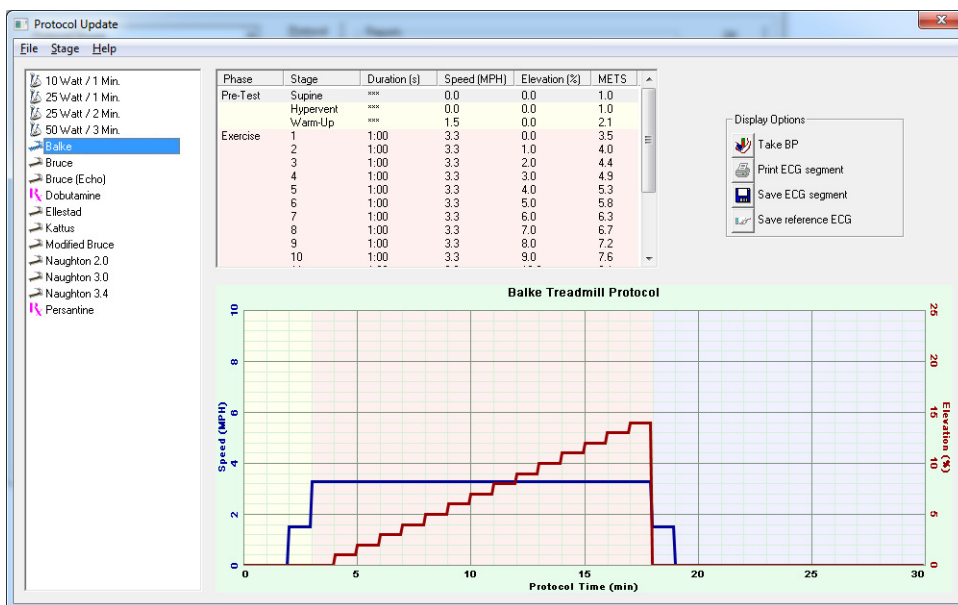 Protocol Update
File Stage Help
10 Watt / 1 Min.
25 Watt / 1 Min.
25 Watt / 2 Min.
50 Watt / 3 Min.
Balke
Bruce
Bruce (Echo)
Dobutamine
Ellestad
Kattus
Modified Bruce
Naughton 2.0
Naughton 3.0
Naughton 3.4
Persantine
Phase Stage Duration (s) Speed (MPH) Elevation (%) METS
Pre-Test Supine *** 0.0 0.0 1.0
Hypervent *** 0.0 0.0 1.0
Warm-Up *** 1.5 0.0 2.1
Exercise 1 1:00 3.3 0.0 3.5
2 1:00 3.3 1.0 4.0
3 1:00 3.3 2.0 4.4
4 1:00 3.3 3.0 4.9
5 1:00 3.3 4.0 5.3
6 1:00 3.3 5.0 5.8
7 1:00 3.3 6.0 6.3
8 1:00 3.3 7.0 6.7
9 1:00 3.3 8.0 7.2
10 1:00 3.3 9.0 7.6
Display Options
Take BP
Print ECG segment
Save ECG segment
Save reference ECG
Balke Treadmill Protocol
Speed (MPH)
10
8
6
4
2
0
Elevation (%)
25
20
15
10
5
0
0 5 10 15 20 25 30
Protocol Time (min)